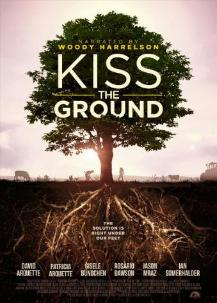 NARRATED BY
WOODY HARRELSON
KISS
THE
GROUND
THE
SOLUTION IS
RIGHT UNDER
OUR FEET
DAVID ARQUETTE
PATRICIA ARQUETTE
GISELE BÜNDCHEN
ROSARIO DAWSON
JASON MRAZ
IAN SOMERHALDER